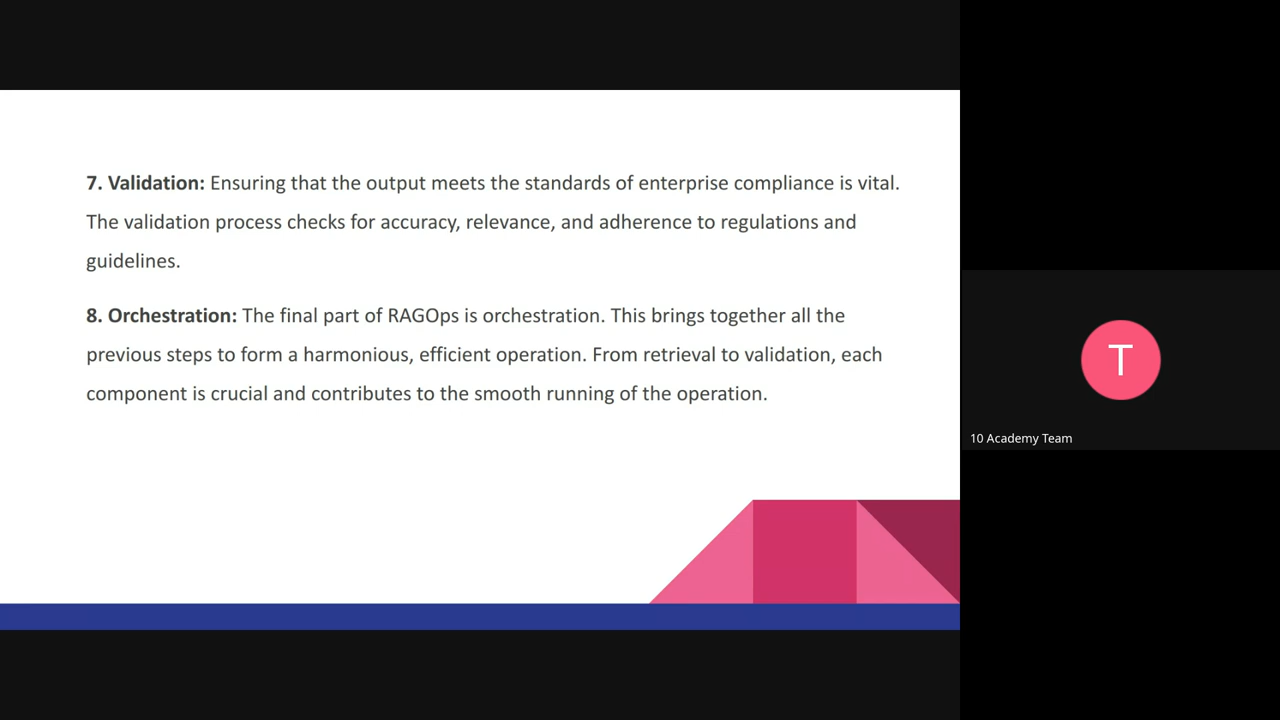 7. Validation: Ensuring that the output meets the standards of enterprise compliance is vital.
The validation process checks for accuracy, relevance, and adherence to regulations and
guidelines.
8. Orchestration: The final part of RAGOps is orchestration. This brings together all the
previous steps to form a harmonious, efficient operation. From retrieval to validation, each
component is crucial and contributes to the smooth running of the operation.
T
10 Academy Team